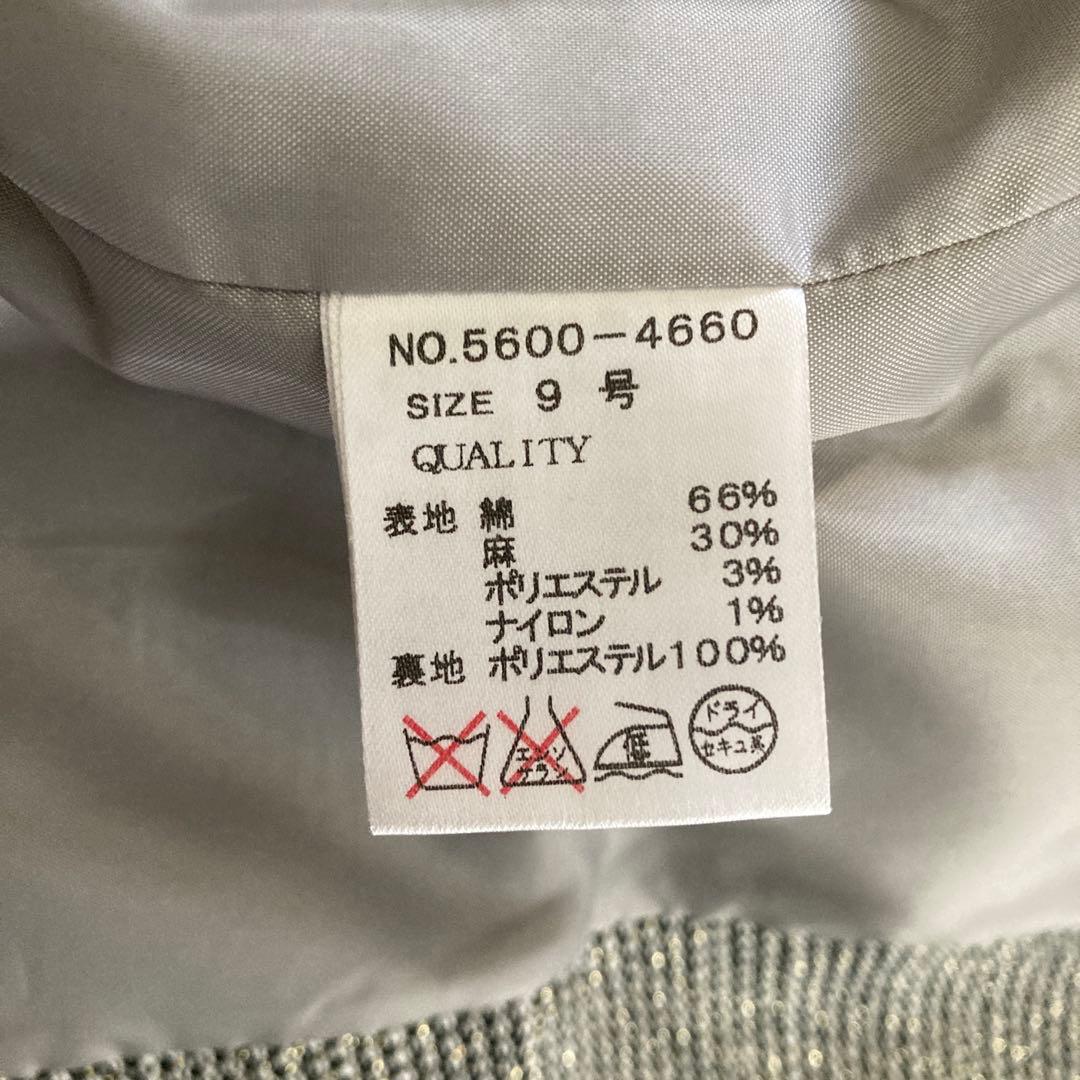 NO.5600-4660
SIZE 9 号
QUALITY
表地 綿 66%
麻 30%
ポリエステル 3%
ナイロン 1%
裏地 ポリエステル100%
エンソ
サラシ
低
ドライ
セキユ系